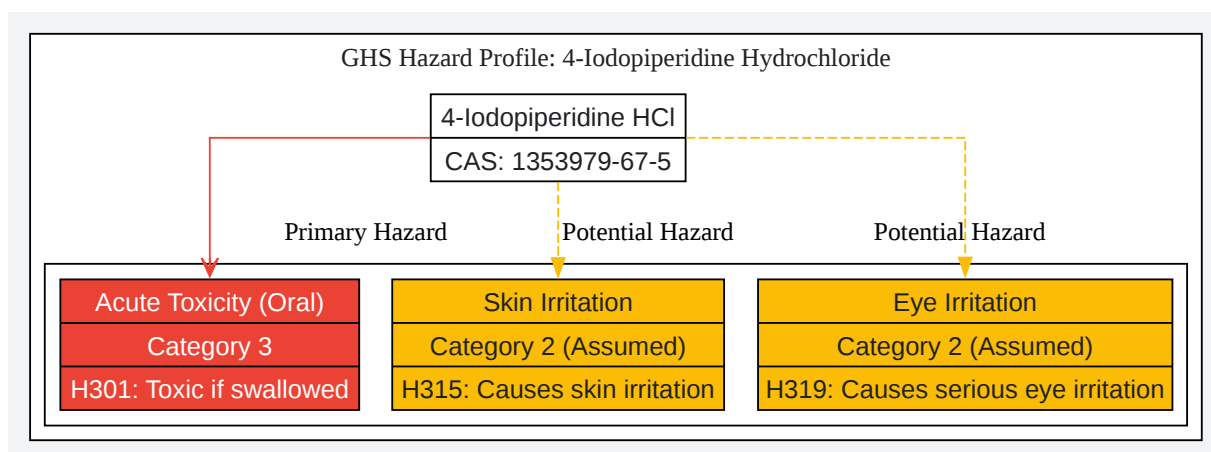 GHS Hazard Profile: 4-Iodopiperidine Hydrochloride
4-Iodopiperidine HCl
CAS: 1353979-67-5
Primary Hazard
Potential Hazard
Potential Hazard
Acute Toxicity (Oral)
Category 3
H301: Toxic if swallowed
Skin Irritation
Category 2 (Assumed)
H315: Causes skin irritation
Eye Irritation
Category 2 (Assumed)
H319: Causes serious eye irritation